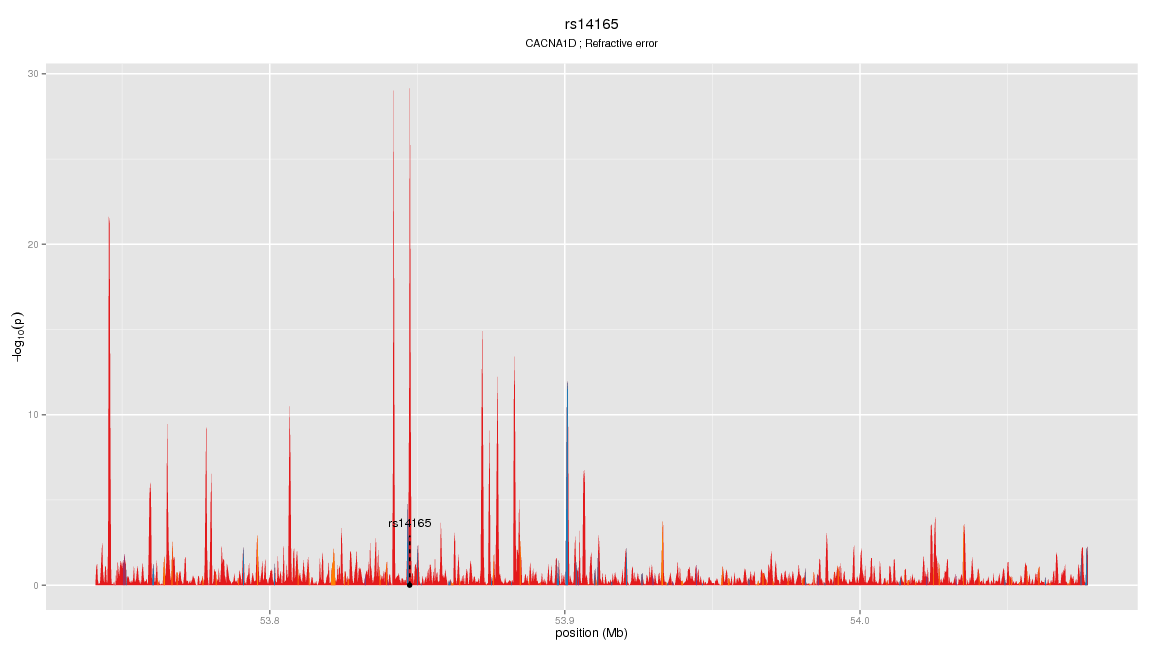 rs14165
CACNA1D ; Refractive error
30
20
10
0
−log10(p)
rs14165
53.8
53.9
54.0
position (Mb)